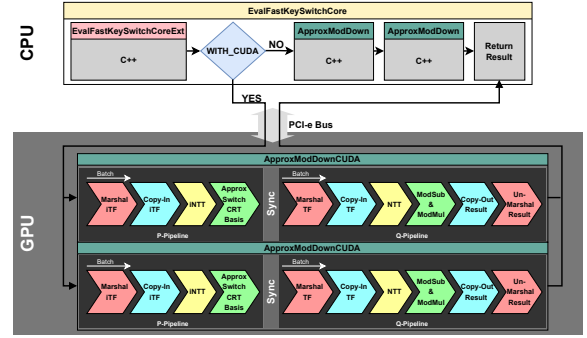 CPU
EvalFastKeySwitchCore
EvalFastKeySwitchCoreExt
C++
WITH_CUDA
NO
YES
ApproxModDown
C++
ApproxModDown
C++
Return
Result
PCI-e Bus
GPU
ApproxModDownCUDA
Batch
Marshal
iTF
Copy-In
iTF
iNTT
Approx
Switch
CRT
Basis
P-Pipeline
Sync
Batch
Marshal
TF
Copy-In
TF
NTT
ModSub
&
ModMul
Copy-Out
Result
Un-
Marshal
Result
Q-Pipeline
ApproxModDownCUDA
Batch
Marshal
iTF
Copy-In
iTF
iNTT
Approx
Switch
CRT
Basis
P-Pipeline
Sync
Batch
Marshal
TF
Copy-In
TF
NTT
ModSub
&
ModMul
Copy-Out
Result
Un-
Marshal
Result
Q-Pipeline